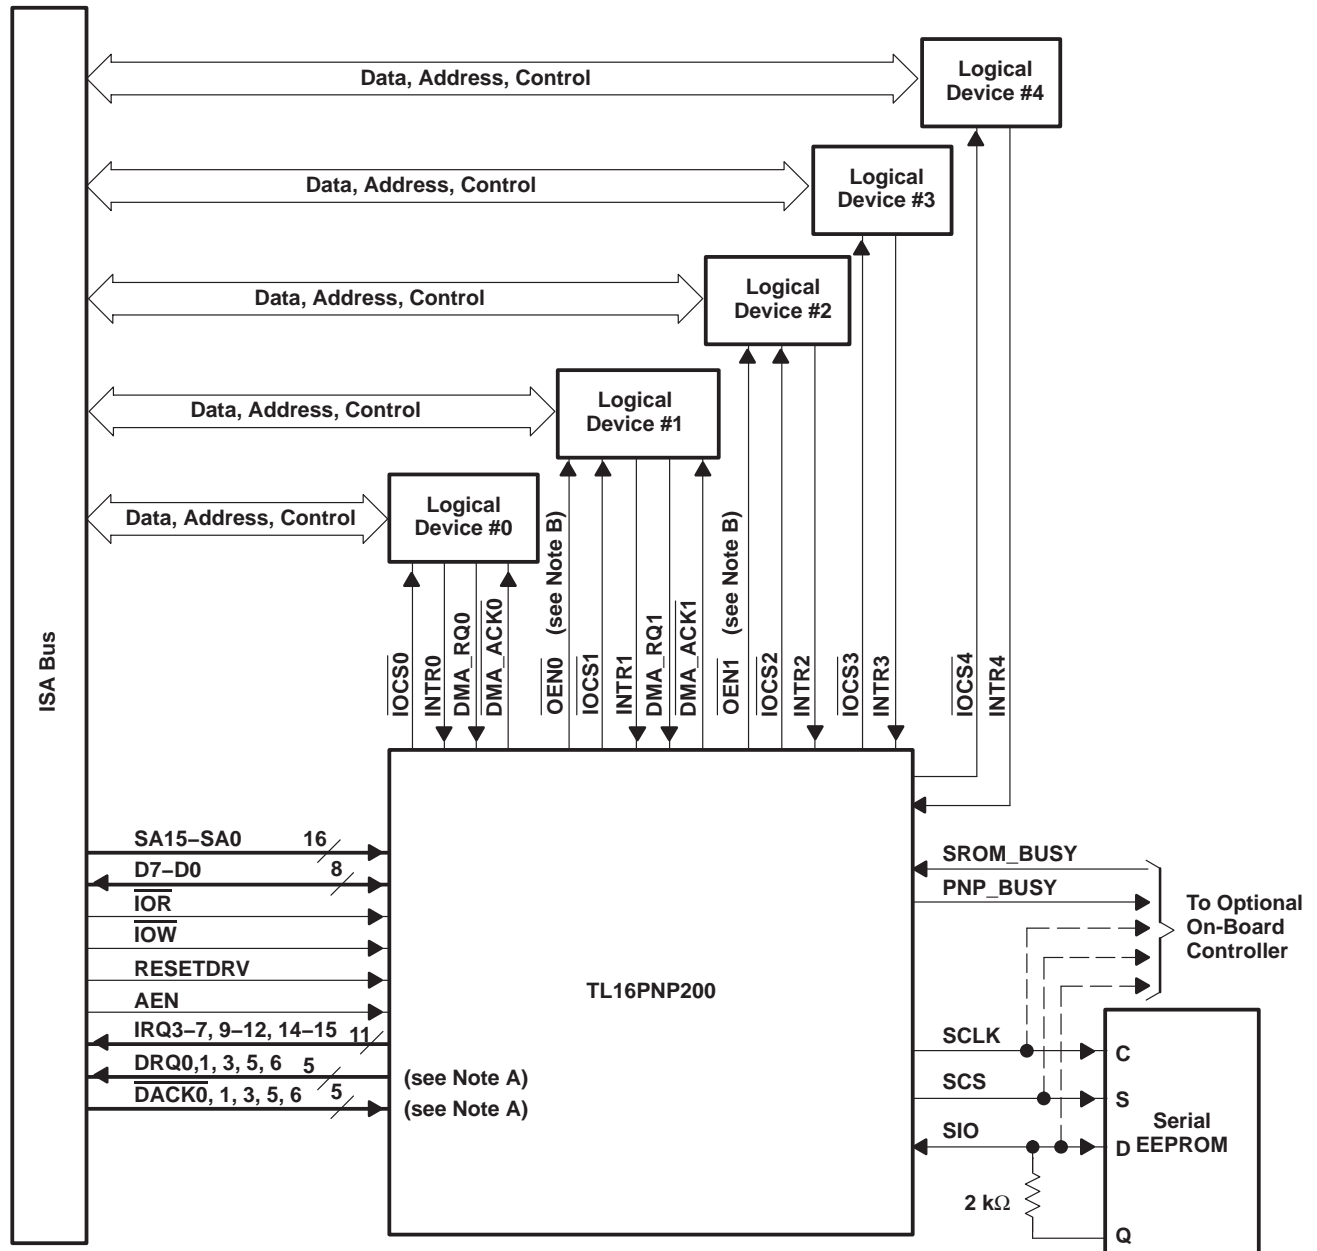 Logical
Device #4
Data, Address, Control
Logical
Device #3
Data, Address, Control
Logical
Device #2
Data, Address, Control
Logical
Device #1
Data, Address, Control
Logical
Device #0
Data, Address, Control
ISA Bus
IOCS0
INTR0
DMA_RQ0
DMA_ACK0
OEN0 (see Note B)
IOCS1
INTR1
DMA_RQ1
DMA_ACK1
OEN1 (see Note B)
IOCS2
INTR2
IOCS3
INTR3
IOCS4
INTR4
SA15–SA0 16
D7–D0 8
IOR
IOW
RESETDRV
AEN
IRQ3–7, 9–12, 14–15 11
DRQ0,1, 3, 5, 6 5
DACK0, 1, 3, 5, 6 5
(see Note A)
(see Note A)
TL16PNP200
SROM_BUSY
PNP_BUSY
To Optional
On-Board
Controller
SCLK
SCS
SIO
C
S
D
Q
Serial
EEPROM
2 kΩ